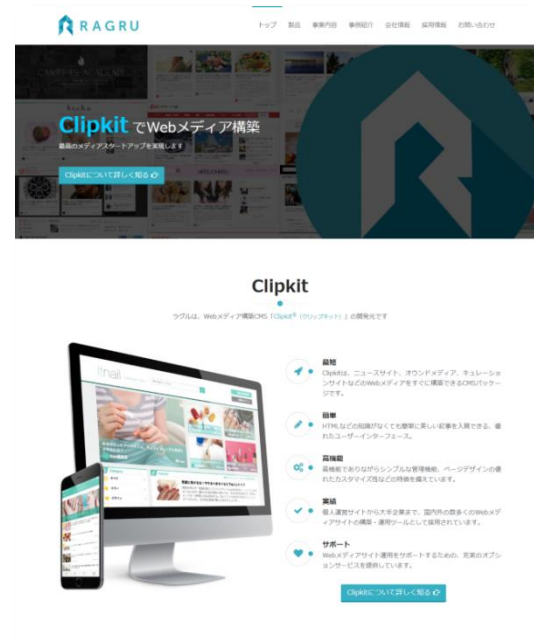 RAGRU
トップ 製品 事業内容 事例紹介 会社情報 採用情報 お問い合わせ
Clipkit でWebメディア構築
最高のメディアスタートアップを実現します
Clipkitについて詳しく知る
Clipkit
ラグルは、Webメディア構築CMS「Clipkit®（クリップキット）」の開発元です
itnail
最短
Clipkitは、ニュースサイト、オウンドメディア、キュレーショ
ンサイトなどのWebメディアをすぐに構築できるCMSパッケー
ジです。
簡単
HTMLなどの知識がなくても簡単に美しい記事を入稿できる、優
れたユーザーインターフェース。
高機能
高機能でありながらシンプルな管理機能、ページデザインの優
れたカスタマイズ性などの特徴を備えています。
実績
個人運営サイトから大手企業まで、国内外の数多くのWebメデ
ィアサイトの構築・運用ツールとして採用されています。
サポート
Webメディアサイト運用をサポートするための、充実のオプシ
ョンサービスを提供しています。
Clipkitについて詳しく知る